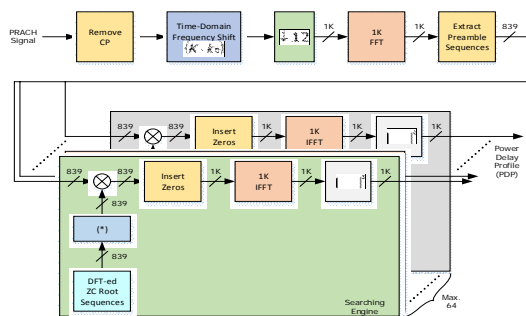 PRACH
Signal
Remove
CP
Time-Domain
Frequency Shift
1K
1K
FFT
1K
Extract
Preamble
Sequences
839
839
839
Insert
Zeros
1K
1K
IFFT
1K
1K
839
839
Insert
Zeros
1K
1K
IFFT
1K
1K
Power
Delay
Profile
(PDP)
839
(*)
839
DFT-ed
ZC Root
Sequences
Searching
Engine
Max.
64